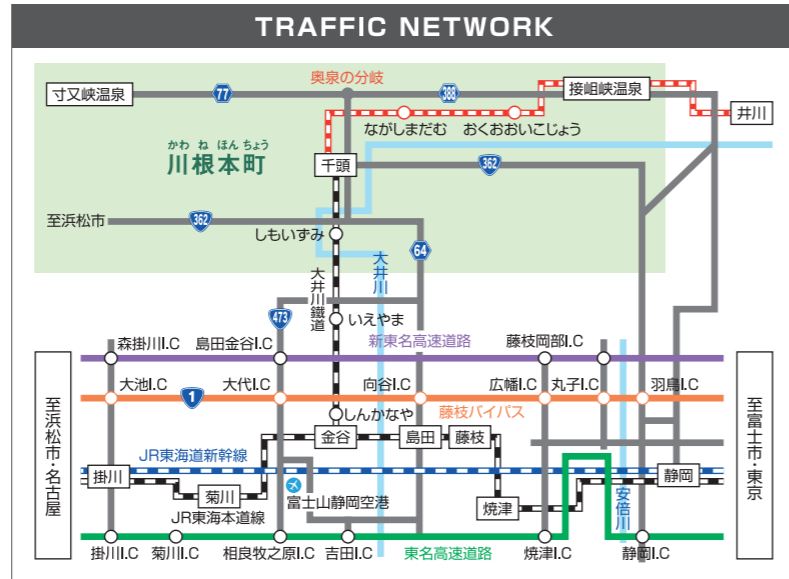 TRAFFIC NETWORK
奥泉の分岐
寸又峡温泉
77
388
接岨峡温泉
井川
ながしまだむ
おくおおいこじょう
かわねほんちょう
川根本町
千頭
362
至浜松市
362
しもいずみ
64
大井川
大井川鐵道
473
いえやま
新東名高速道路
森掛川I.C
島田金谷I.C
藤枝岡部I.C
大池I.C
大代I.C
向谷I.C
広幡I.C
丸子I.C
羽鳥I.C
1
しんかなや
藤枝バイパス
至浜松市・名古屋
至富士市・東京
金谷
島田
藤枝
JR東海道新幹線
掛川
静岡
菊川
富士山静岡空港
焼津
安倍川
JR東海本道線
掛川I.C
菊川I.C
相良牧之原I.C
吉田I.C
東名高速道路
焼津I.C
静岡I.C